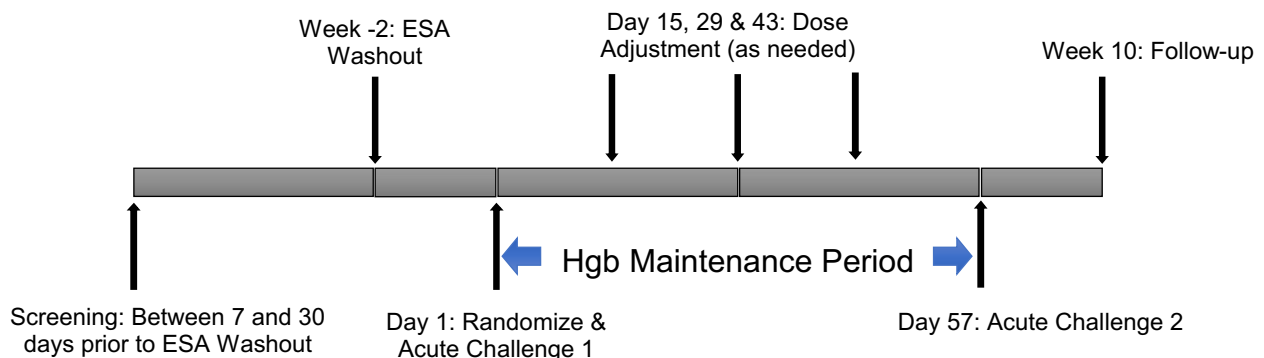 Week -2: ESA
Washout
Day 15, 29 & 43: Dose
Adjustment (as needed)
Week 10: Follow-up
Hgb Maintenance Period
Screening: Between 7 and 30
days prior to ESA Washout
Day 1: Randomize &
Acute Challenge 1
Day 57: Acute Challenge 2